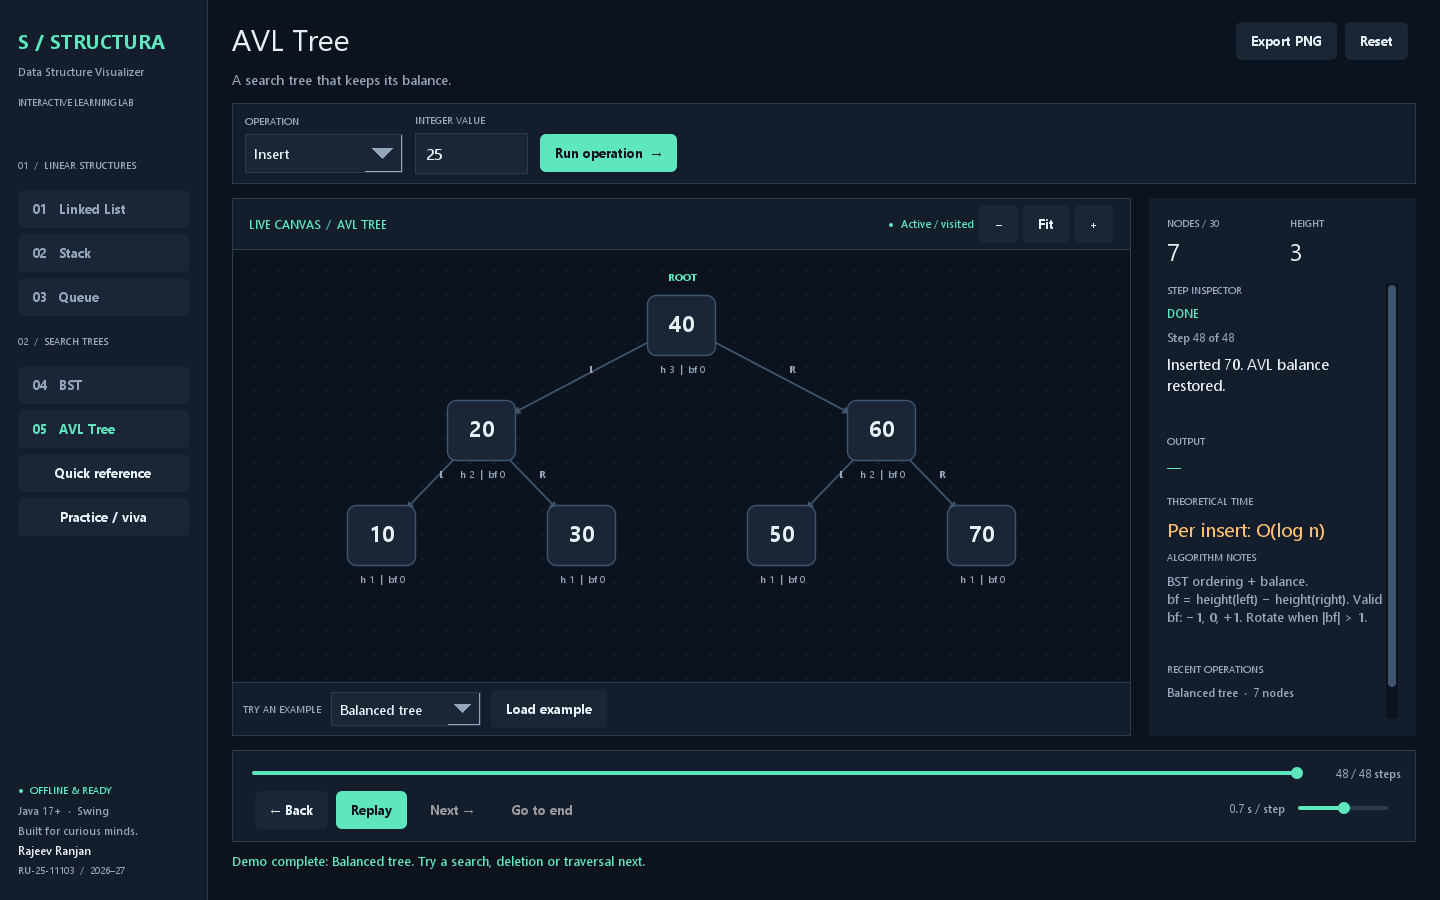 S / STRUCTURA
Data Structure Visualizer
INTERACTIVE LEARNING LAB
01 / LINEAR STRUCTURES
01 Linked List
02 Stack
03 Queue
02 / SEARCH TREES
04 BST
05 AVL Tree
Quick reference
Practice / viva
● OFFLINE & READY
Java 17+ · Swing
Built for curious minds.
Rajeev Ranjan
RU-25-11103 / 2026–27
AVL Tree
A search tree that keeps its balance.
Export PNG
Reset
OPERATION
Insert
INTEGER VALUE
25
Run operation →
LIVE CANVAS / AVL TREE
● Active / visited
−
Fit
+
ROOT
40
h 3 | bf 0
L
R
20
h 2 | bf 0
60
h 2 | bf 0
L
R
L
R
10
h 1 | bf 0
30
h 1 | bf 0
50
h 1 | bf 0
70
h 1 | bf 0
TRY AN EXAMPLE
Balanced tree
Load example
NODES / 30
7
HEIGHT
3
STEP INSPECTOR
DONE
Step 48 of 48
Inserted 70. AVL balance
restored.
OUTPUT
—
THEORETICAL TIME
Per insert: O(log n)
ALGORITHM NOTES
BST ordering + balance.
bf = height(left) − height(right). Valid
bf: −1, 0, +1. Rotate when |bf| > 1.
RECENT OPERATIONS
Balanced tree · 7 nodes
48 / 48 steps
← Back
Replay
Next →
Go to end
0.7 s / step
Demo complete: Balanced tree. Try a search, deletion or traversal next.